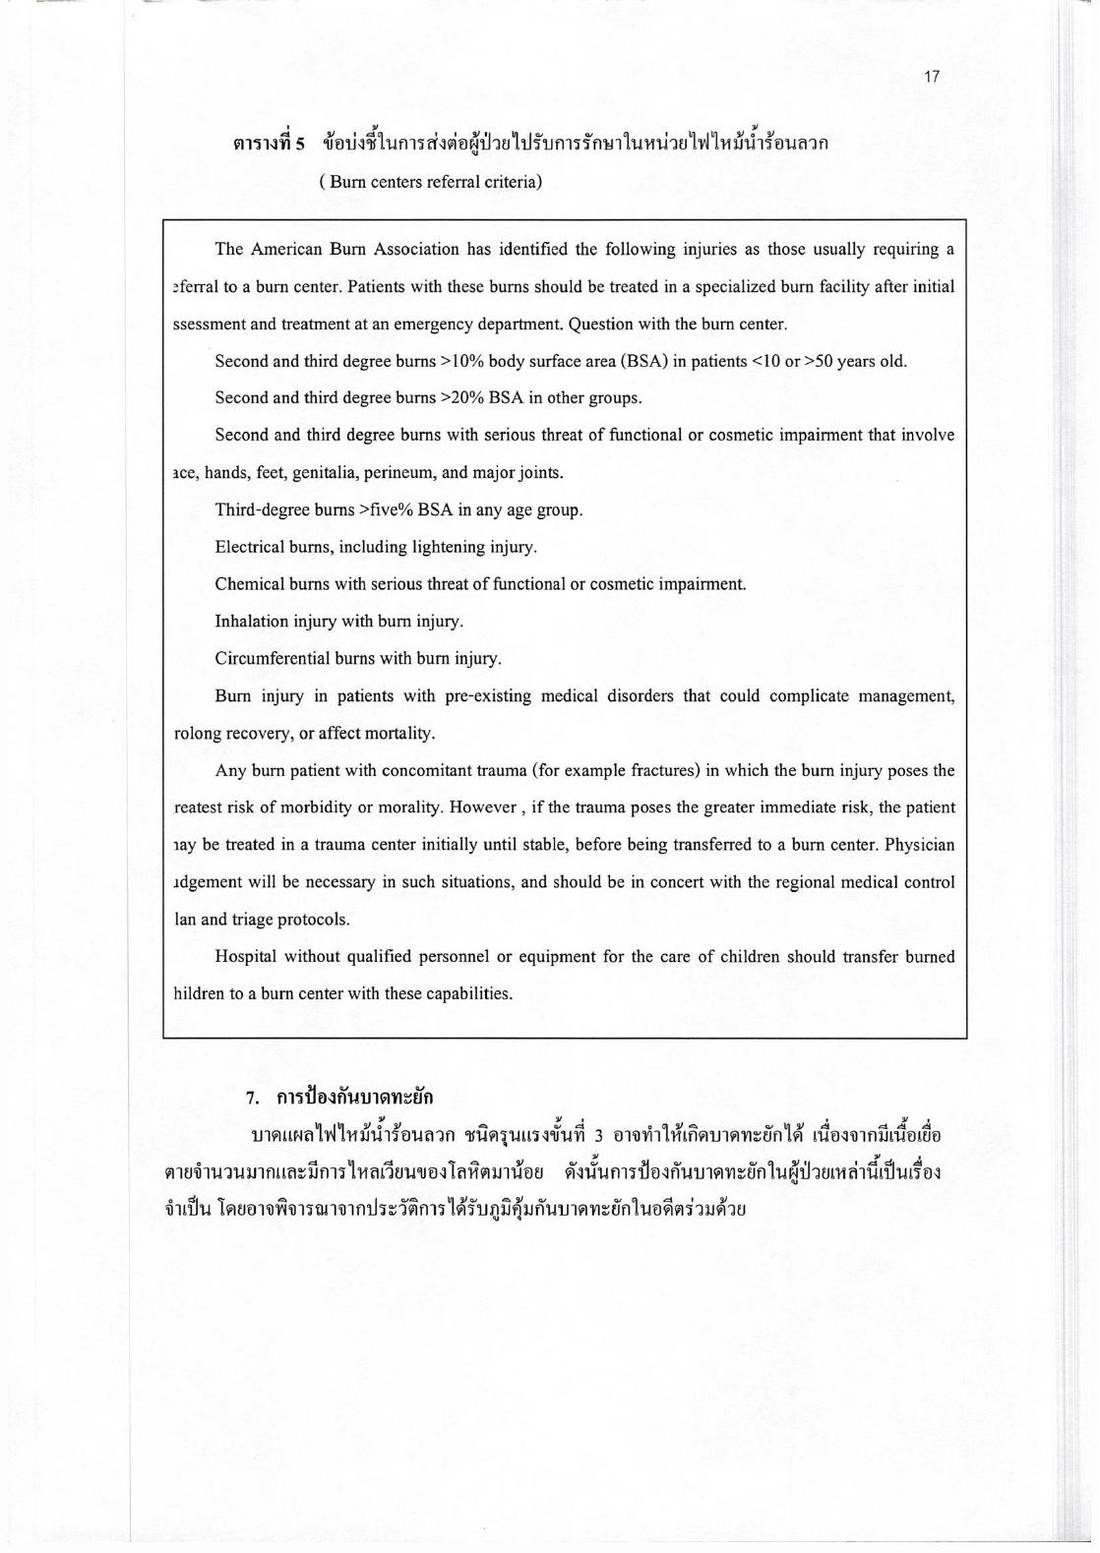 17
ตารางที่ 5 ข้อบ่งชี้ในการส่งต่อผู้ป่วยไปรับการรักษาในหน่วยไฟไหม้น้ำร้อนลวก
( Burn centers referral criteria)
The American Burn Association has identified the following injuries as those usually requiring a
eferral to a burn center. Patients with these burns should be treated in a specialized burn facility after initial
ssessment and treatment at an emergency department. Question with the burn center.
Second and third degree burns >10% body surface area (BSA) in patients <10 or >50 years old.
Second and third degree burns >20% BSA in other groups.
Second and third degree burns with serious threat of functional or cosmetic impairment that involve
ace, hands, feet, genitalia, perineum, and major joints.
Third-degree burns >five% BSA in any age group.
Electrical burns, including lightening injury.
Chemical burns with serious threat of functional or cosmetic impairment.
Inhalation injury with burn injury.
Circumferential burns with burn injury.
Burn injury in patients with pre-existing medical disorders that could complicate management,
rolong recovery, or affect mortality.
Any burn patient with concomitant trauma (for example fractures) in which the burn injury poses the
reatest risk of morbidity or morality. However , if the trauma poses the greater immediate risk, the patient
ay be treated in a trauma center initially until stable, before being transferred to a burn center. Physician
udgement will be necessary in such situations, and should be in concert with the regional medical control
lan and triage protocols.
Hospital without qualified personnel or equipment for the care of children should transfer burned
hildren to a burn center with these capabilities.
7. การป้องกันบาดทะยัก
บาดแผลไฟไหม้น้ำร้อนลวก ชนิดรุนแรงขั้นที่ 3 อาจทำให้เกิดบาดทะยักได้ เนื่องจากมีเนื้อเยื่อ
ตายจำนวนมากและมีการไหลเวียนของโลหิตมาน้อย ดังนั้นการป้องกันบาดทะยักในผู้ป่วยเหล่านี้เป็นเรื่อง
จำเป็น โดยอาจพิจารณาจากประวัติการได้รับภูมิคุ้มกันบาดทะยักในอดีตร่วมด้วย